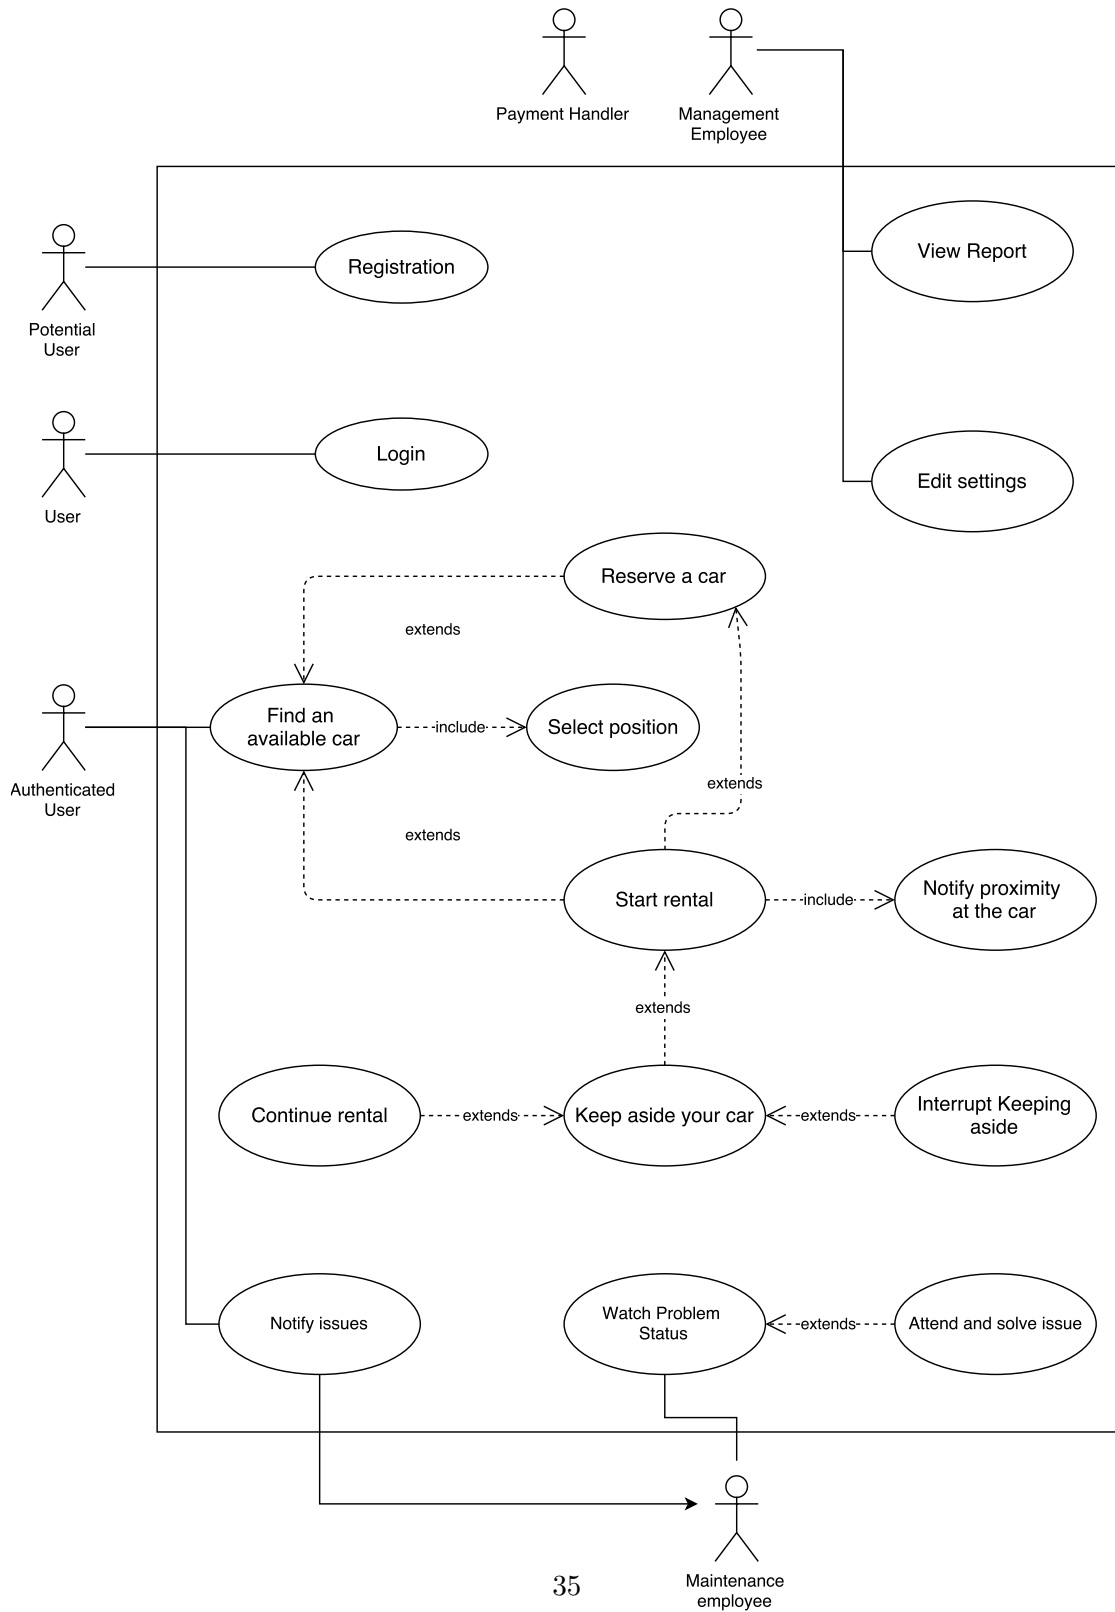 Payment Handler
Management
Employee
View Report
Registration
Potential
User
Login
Edit settings
User
Reserve a car
extends
Find an
available car
include
Select position
Authenticated
User
extends
extends
Start rental
include
Notify proximity
at the car
extends
Continue rental
extends
Keep aside your car
extends
Interrupt Keeping
aside
Notify issues
Watch Problem
Status
extends
Attend and solve issue
35
Maintenance
employee